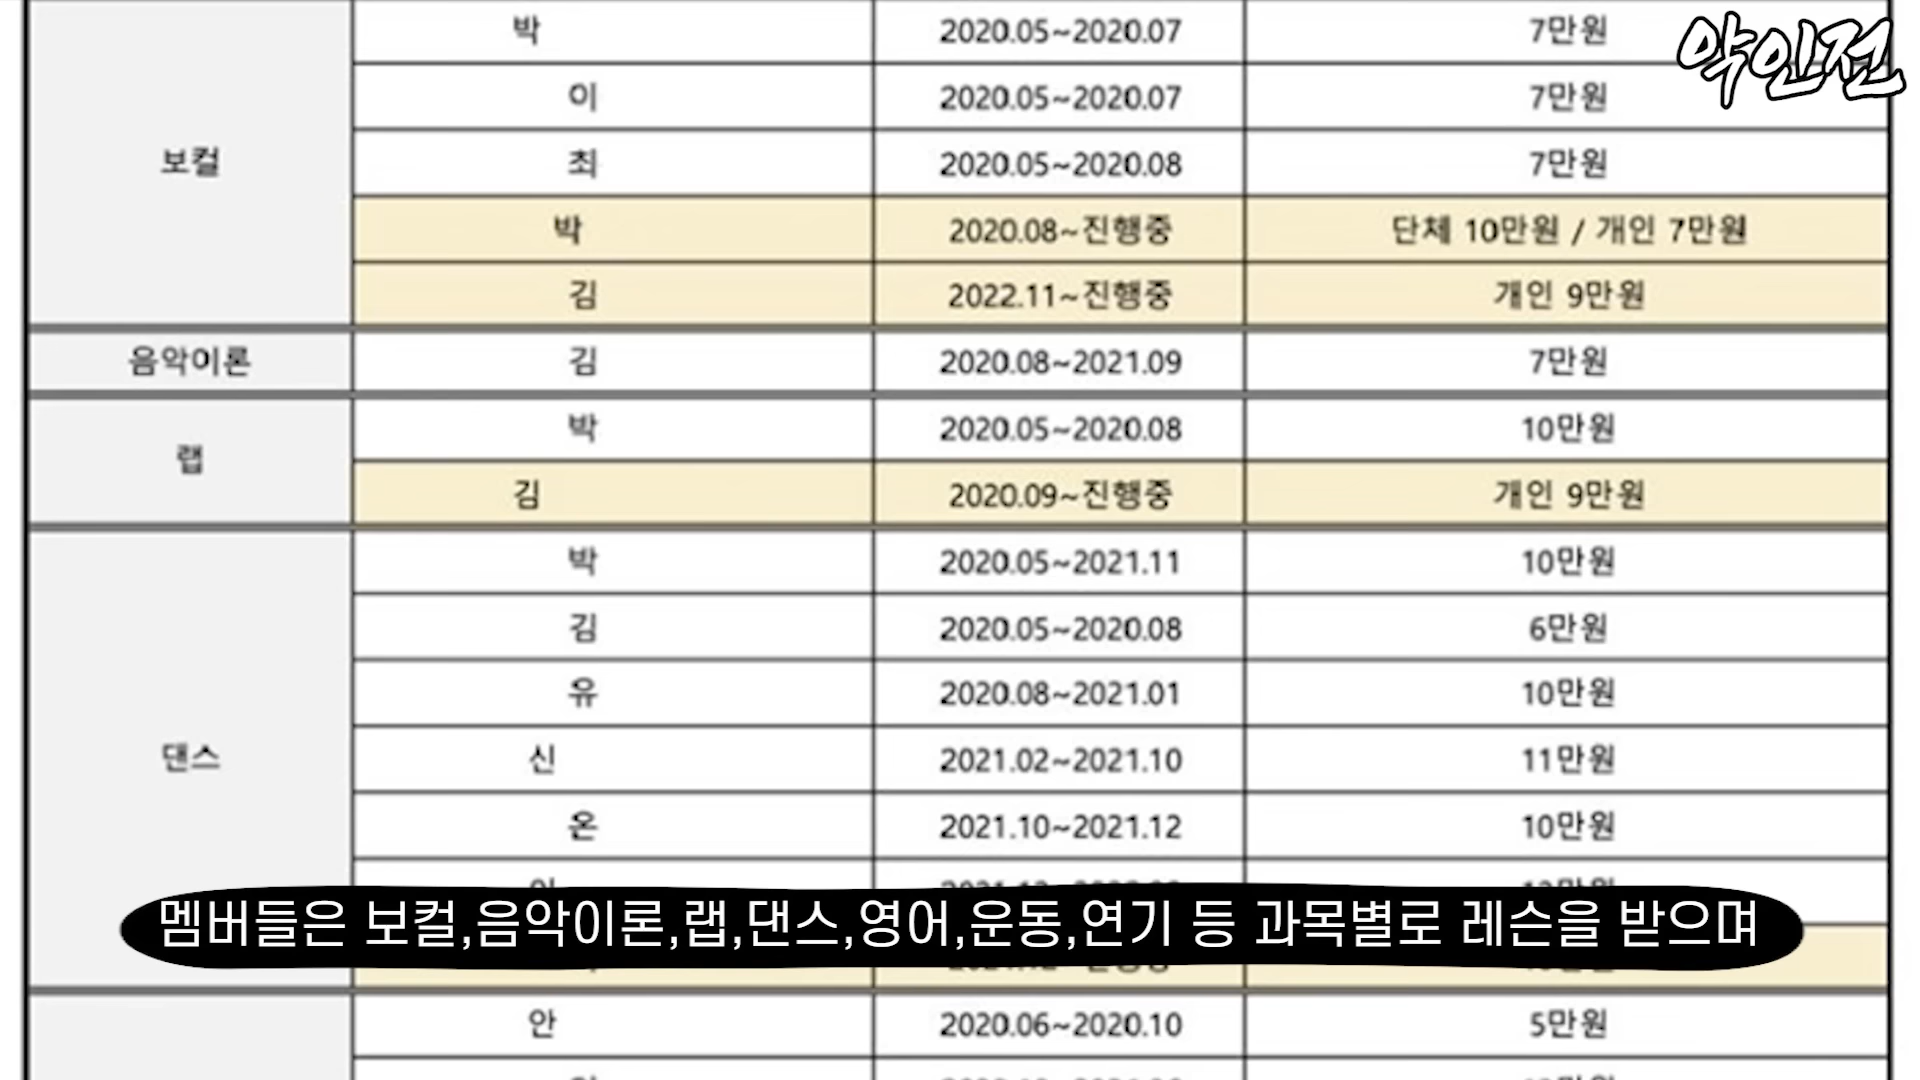 박 2020.05~2020.07 7만원
약인전
이 2020.05~2020.07 7만원
보컬 최 2020.05~2020.08 7만원
박 2020.08~진행중 단체 10만원 / 개인 7만원
김 2022.11~진행중 개인 9만원
음악이론 김 2020.08~2021.09 7만원
랩 박 2020.05~2020.08 10만원
김 2020.09~진행중 개인 9만원
박 2020.05~2021.11 10만원
김 2020.05~2020.08 6만원
유 2020.08~2021.01 10만원
댄스 신 2021.02~2021.10 11만원
온 2021.10~2021.12 10만원
멤버들은 보컬,음악이론,랩,댄스,영어,운동,연기 등 과목별로 레슨을 받으며
안 2020.06~2020.10 5만원